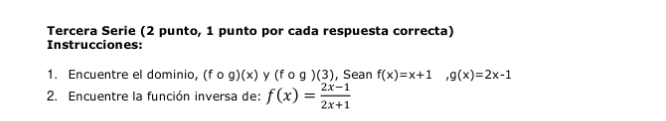 Tercera Serie (2 punto, 1 punto por cada respuesta correcta)
Instrucciones:
1. Encuentre el dominio, (f o g)(x) y (f o g )(3), Sean f(x)=x+1 ,g(x)=2x-1
2. Encuentre la función inversa de: f(x) = \frac{2x−1}{2x+1}